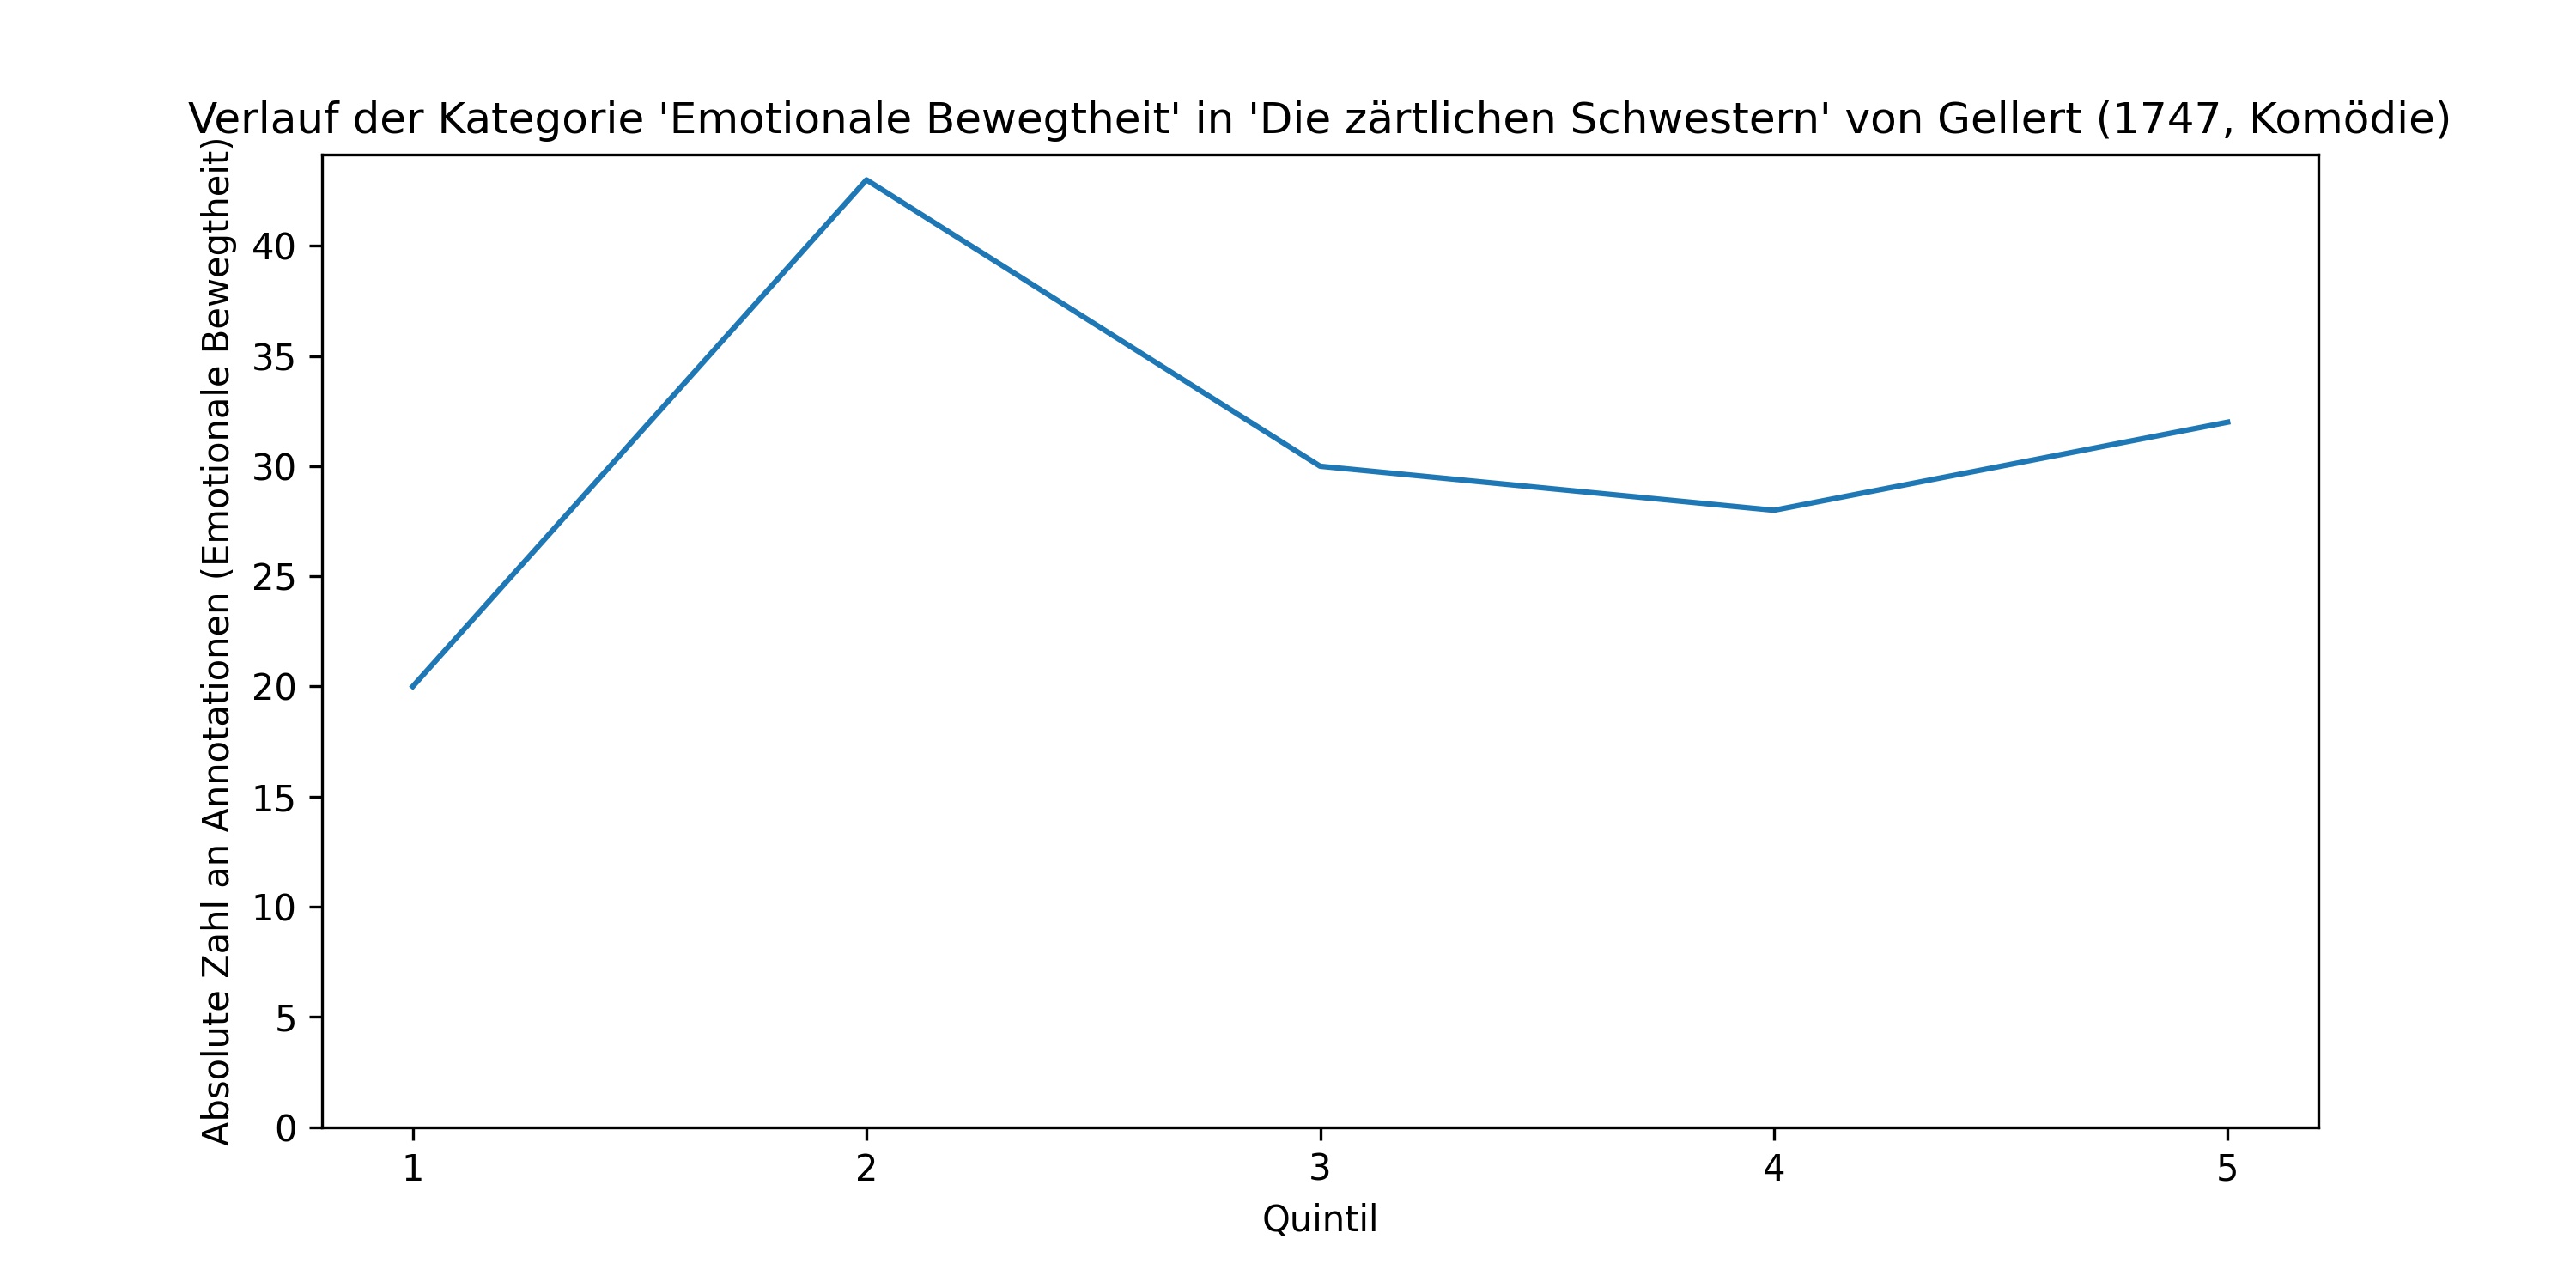 Verlauf der Kategorie 'Emotionale Bewegtheit' in 'Die zärtlichen Schwestern' von Gellert (1747, Komödie)
Absolute Zahl an Annotationen (Emotionale Bewegtheit)
40
35
30
25
20
15
10
5
0
1 2 3 4 5
Quintil